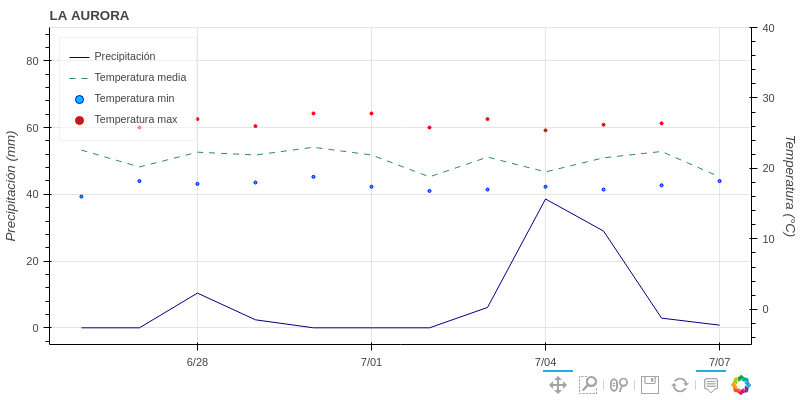 LA AURORA
Precipitación
Temperatura media
Temperatura min
Temperatura max
80
60
40
20
0
Precipitación (mm)
40
30
20
10
0
Temperatura (°C)
6/28
7/01
7/04
7/07